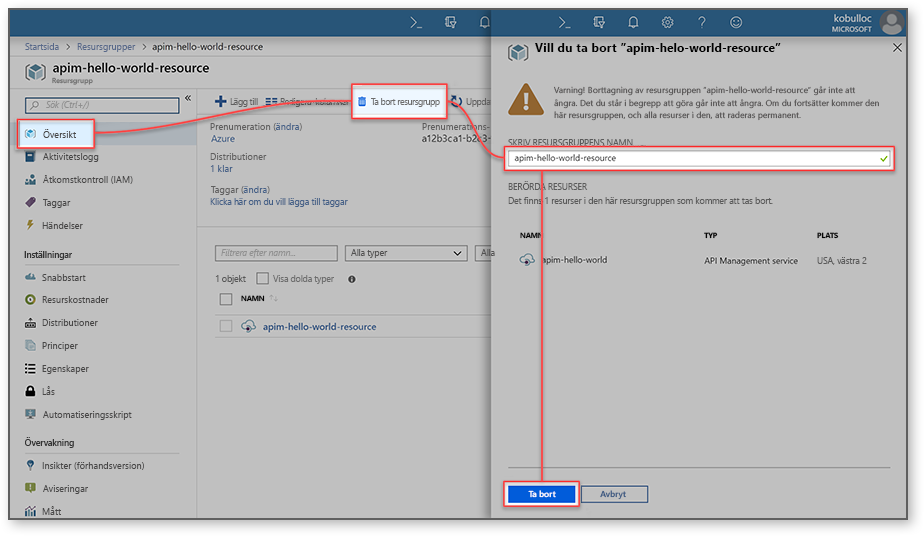 kobulloc
MICROSOFT
Startsida > Resursgrupper > apim-hello-world-resource
apim-hello-world-resource
Resursgrupp
Sök (Ctrl+/)
Översikt
Aktivitetslogg
Åtkomstkontroll (IAM)
Taggar
Händelser
Inställningar
Snabbstart
Resurskostnader
Distributioner
Principer
Egenskaper
Lås
Automatiseringsskript
Övervakning
Insikter (förhandsversion)
Aviseringar
Mått
Lägg till
Redigera kolumner
Ta bort resursgrupp
Uppda
Prenumeration (ändra)
Azure
Prenumerations-
a12b3ca1-b2c3-
Distributioner
1 klar
Taggar (ändra)
Klicka här om du vill lägga till taggar
Filtrera efter namn...
Alla typer
Alla
1 objekt
Visa dolda typer
NAMN
apim-hello-world-resource
Vill du ta bort ”apim-helo-world-resource”
Varning! Borttagning av resursgruppen ”apim-hello-world-resource” går inte att
ångra. Det du står i begrepp att göra går inte att ångra. Om du fortsätter kommer den
här resursgruppen, och alla resurser i den, att raderas permanent.
SKRIV RESURSGRUPPENS NAMN
apim-hello-world-resource
BERÖRDA RESURSER
Det finns 1 resurser i den här resursgruppen som kommer att tas bort.
NAMN TYP PLATS
apim-hello-world API Management service USA, västra 2
Ta bort
Avbryt